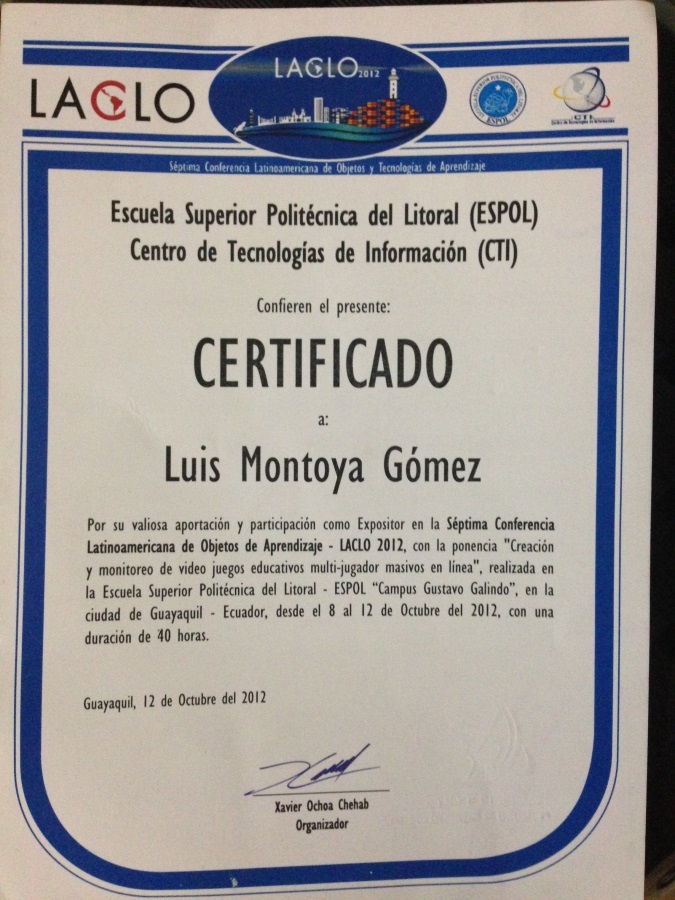 LACLO
LACLO 2012
ESCUELA SUPERIOR POLITECNICA DEL LITORAL
ESPOL
CTI
Séptima Conferencia Latinoamericana de Objetos y Tecnologías de Aprendizaje
Escuela Superior Politécnica del Litoral (ESPOL)
Centro de Tecnologías de Información (CTI)
Confieren el presente:
CERTIFICADO
a:
Luis Montoya Gómez
Por su valiosa aportación y participación como Expositor en la Séptima Conferencia
Latinoamericana de Objetos de Aprendizaje - LACLO 2012, con la ponencia "Creación
y monitoreo de video juegos educativos multi-jugador masivos en línea", realizada en
la Escuela Superior Politécnica del Litoral - ESPOL “Campus Gustavo Galindo”, en la
ciudad de Guayaquil - Ecuador, desde el 8 al 12 de Octubre del 2012, con una
duración de 40 horas.
Guayaquil, 12 de Octubre del 2012
Xavier Ochoa Chehab
Organizador